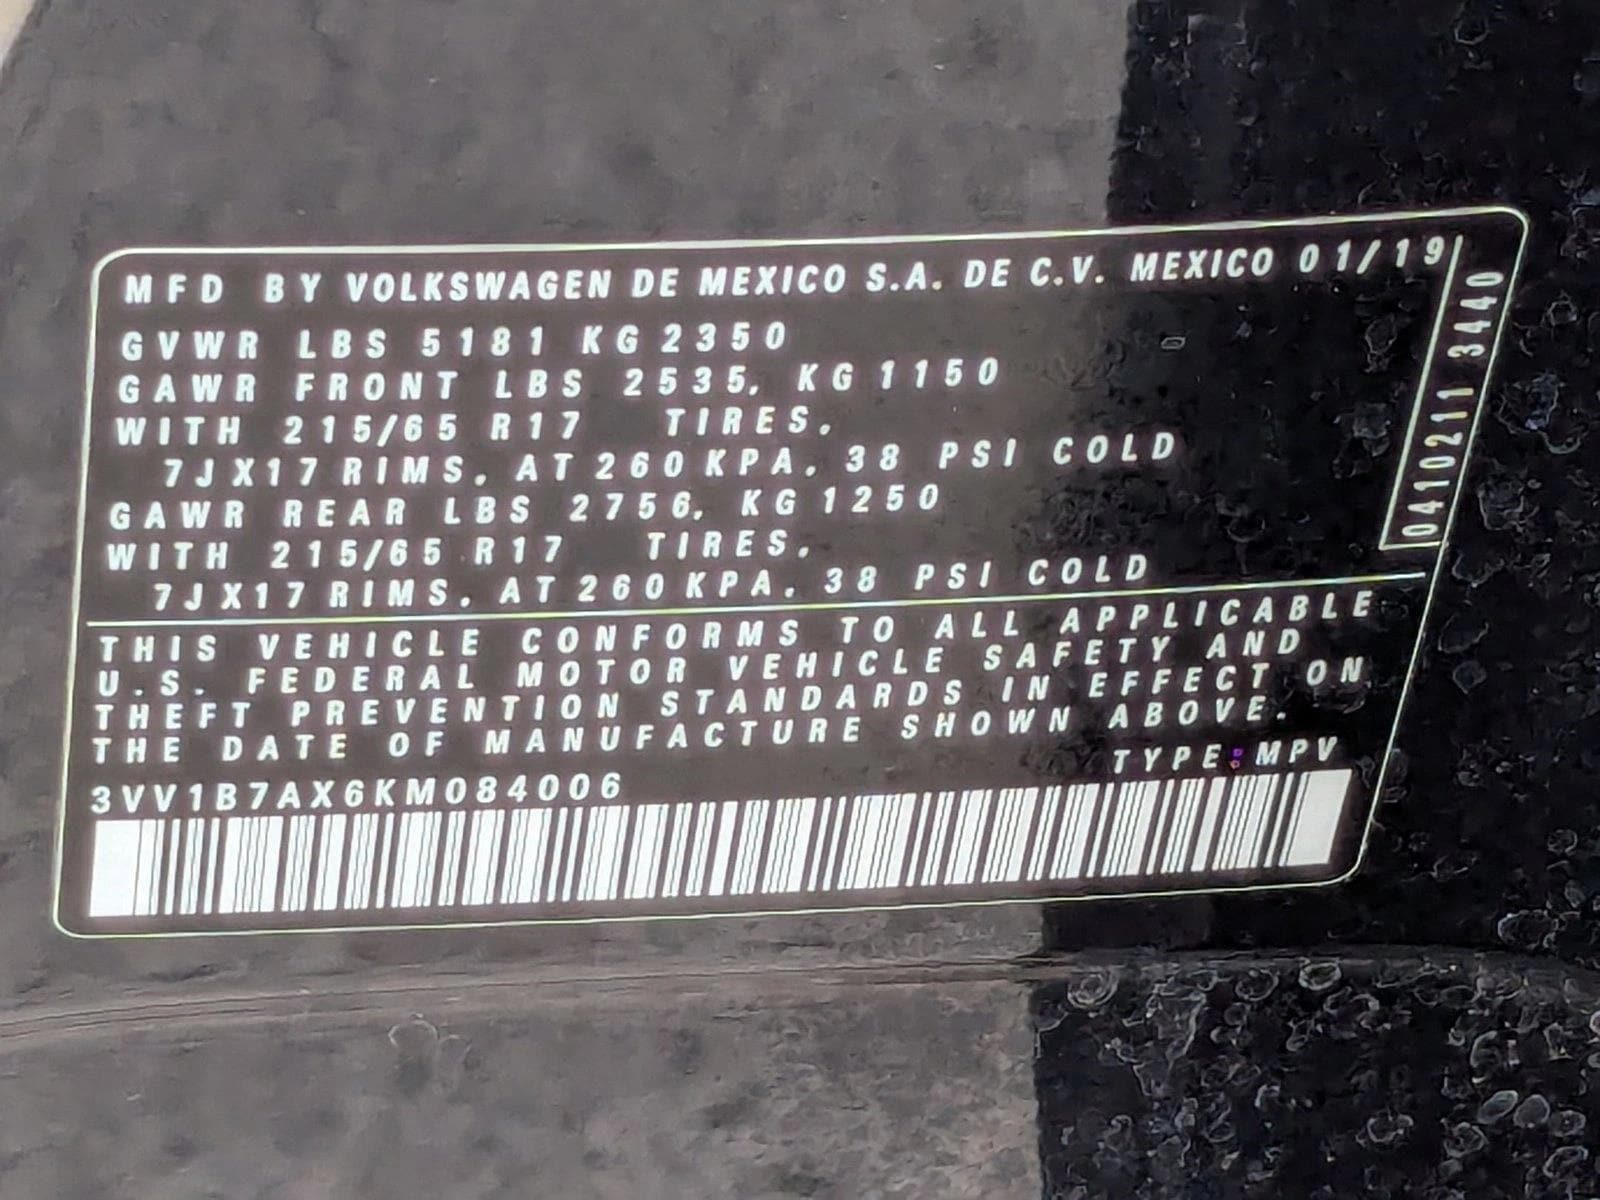 MFD BY VOLKSWAGEN DE MEXICO S.A. DE C.V. MEXICO 01/19
GVWR LBS 5181 KG 2350
GAWR FRONT LBS 2535, KG 1150
WITH 215/65 R17 TIRES,
7JX17 RIMS, AT 260 KPA, 38 PSI COLD
GAWR REAR LBS 2756, KG 1250
WITH 215/65 R17 TIRES,
7JX17 RIMS, AT 260 KPA, 38 PSI COLD
0410211 3440
THIS VEHICLE CONFORMS TO ALL APPLICABLE
U.S. FEDERAL MOTOR VEHICLE SAFETY AND
THEFT PREVENTION STANDARDS IN EFFECT ON
THE DATE OF MANUFACTURE SHOWN ABOVE.
TYPE: MPV
3VV1B7AX6KM084006